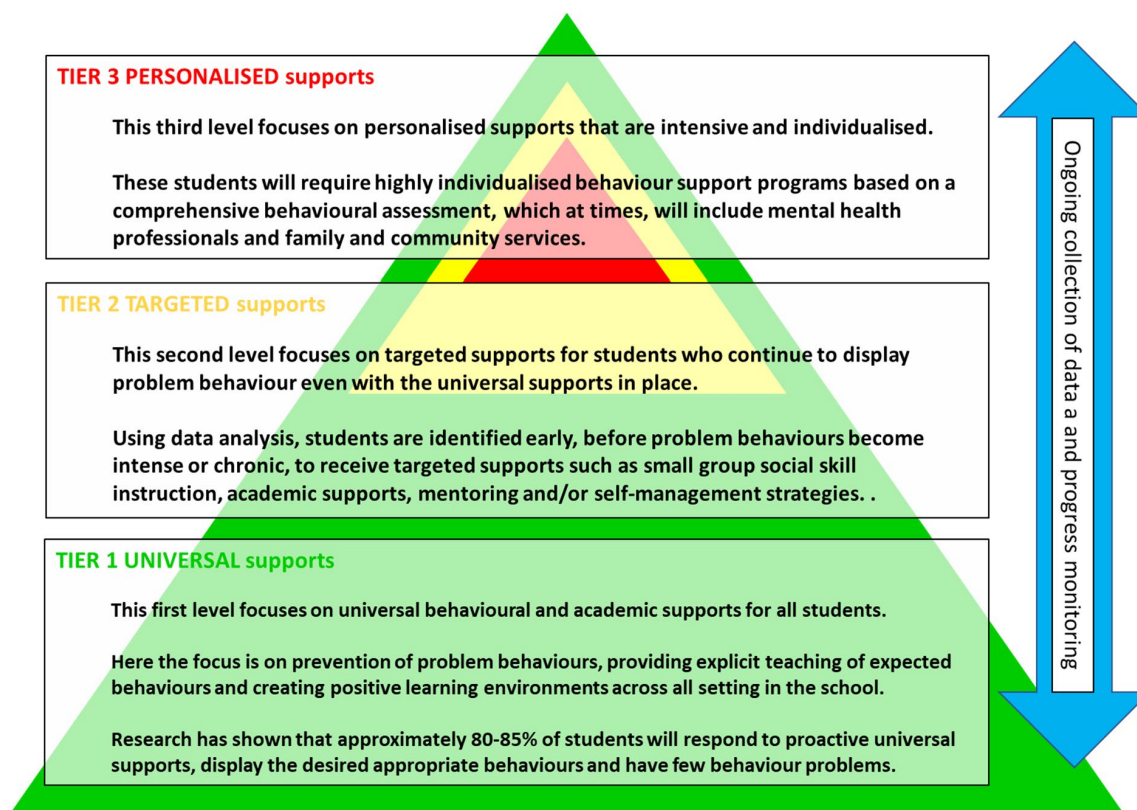 TIER 3 PERSONALISED supports
This third level focuses on personalised supports that are intensive and individualised.
These students will require highly individualised behaviour support programs based on a
comprehensive behavioural assessment, which at times, will include mental health
professionals and family and community services.
TIER 2 TARGETED supports
This second level focuses on targeted supports for students who continue to display
problem behaviour even with the universal supports in place.
Using data analysis, students are identified early, before problem behaviours become
intense or chronic, to receive targeted supports such as small group social skill
instruction, academic supports, mentoring and/or self-management strategies. .
TIER 1 UNIVERSAL supports
This first level focuses on universal behavioural and academic supports for all students.
Here the focus is on prevention of problem behaviours, providing explicit teaching of expected
behaviours and creating positive learning environments across all setting in the school.
Research has shown that approximately 80-85% of students will respond to proactive universal
supports, display the desired appropriate behaviours and have few behaviour problems.
Ongoing collection of data a and progress monitoring